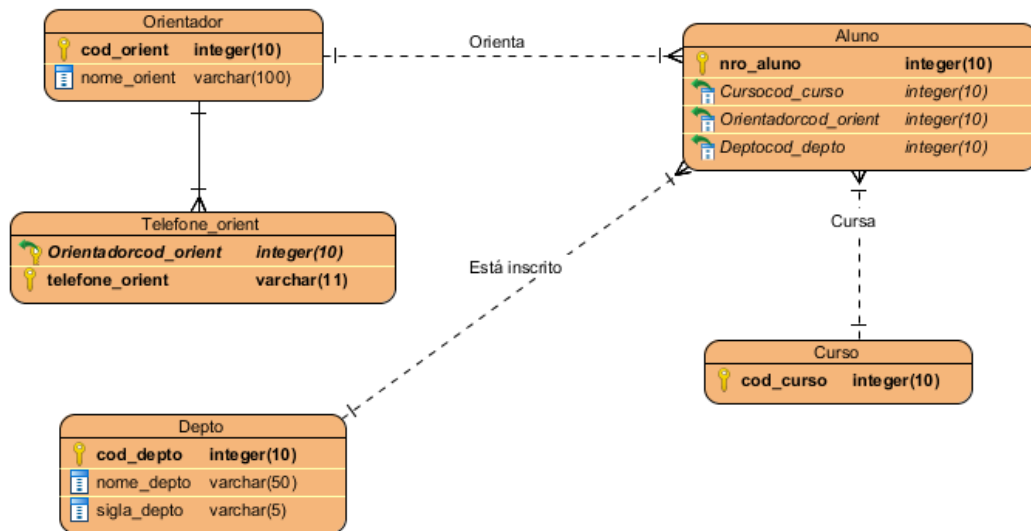 Orientador
cod_orient integer(10)
nome_orient varchar(100)
Orienta
Aluno
nro_aluno integer(10)
Cursocod_curso integer(10)
Orientadorcod_orient integer(10)
Deptocod_depto integer(10)
Telefone_orient
Orientadorcod_orient integer(10)
telefone_orient varchar(11)
Está inscrito
Cursa
Curso
cod_curso integer(10)
Depto
cod_depto integer(10)
nome_depto varchar(50)
sigla_depto varchar(5)